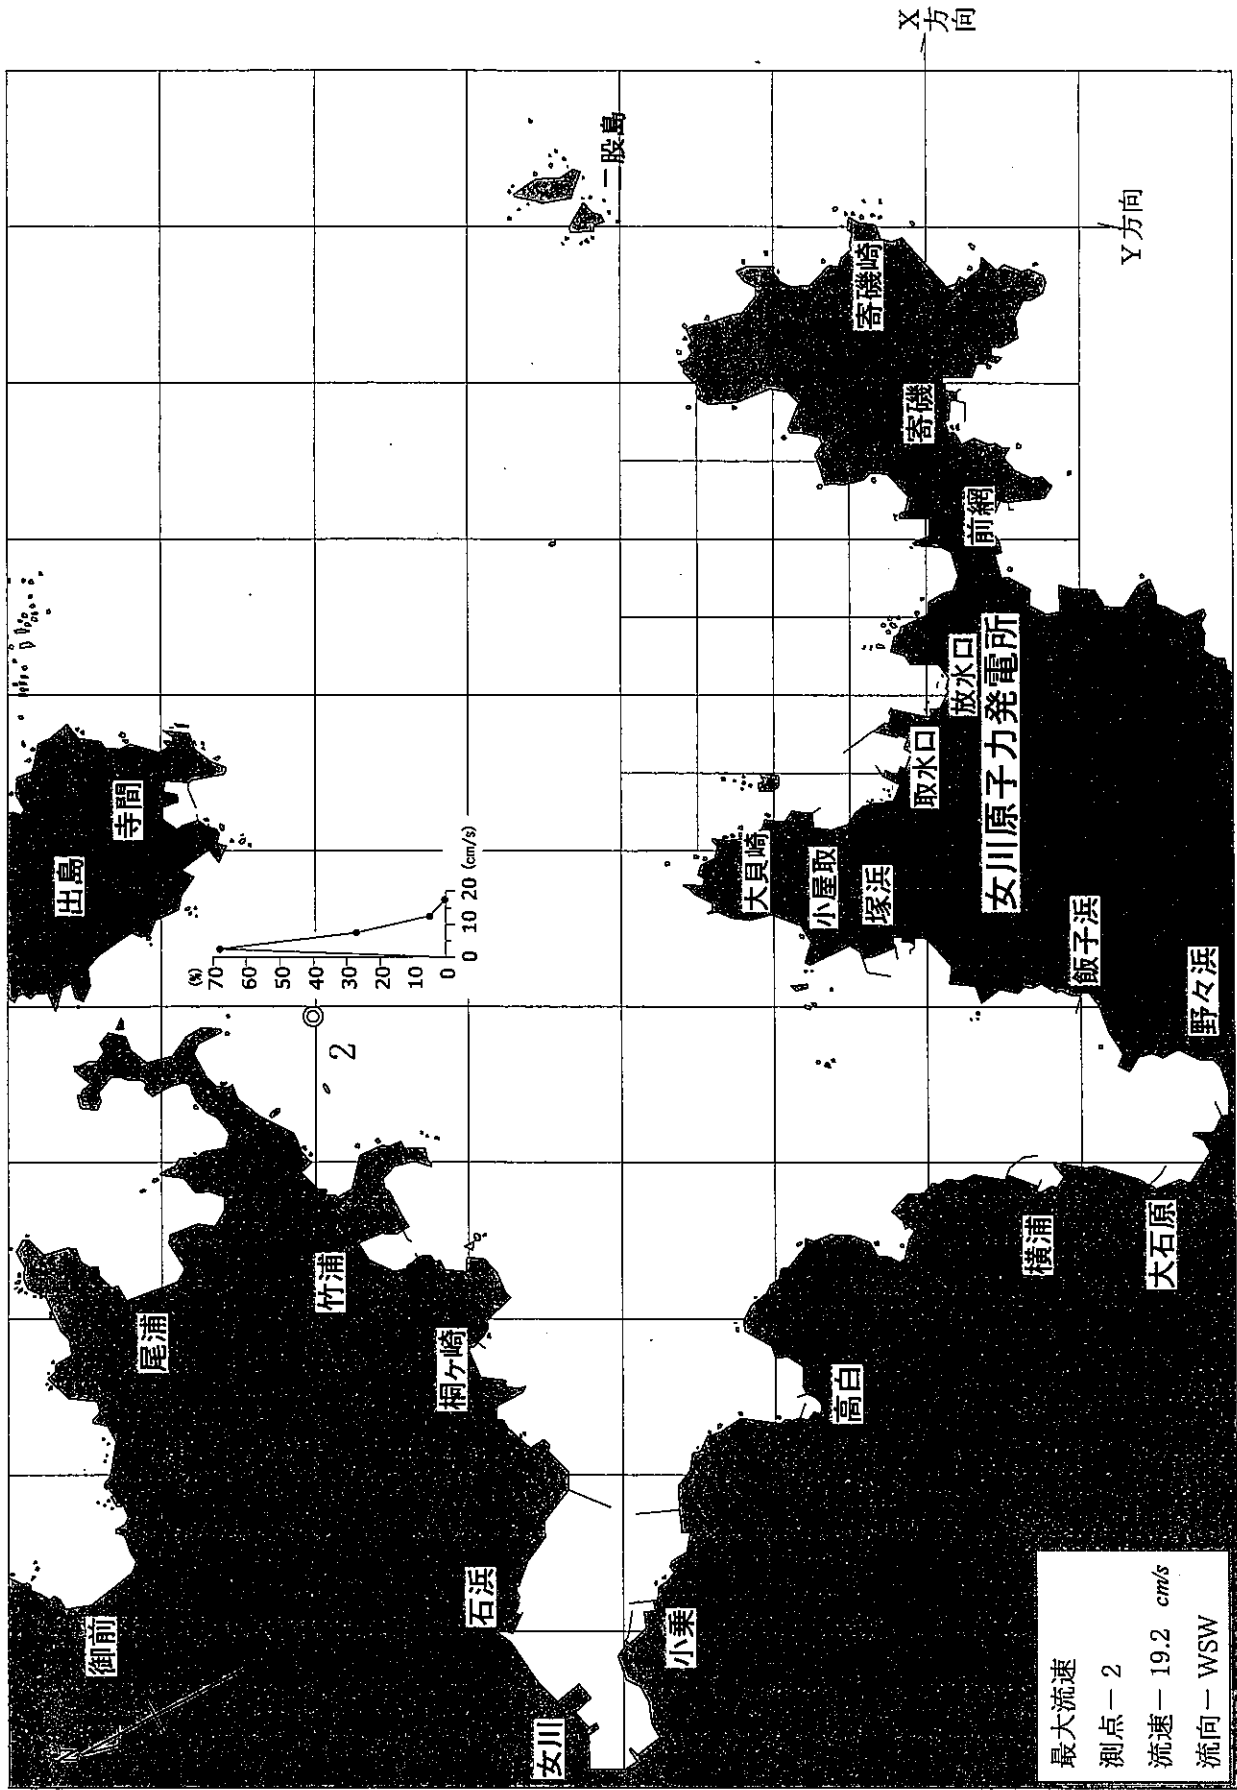 X方向
Y方向
二股島
寄磯崎
寄磯
前網
放水口
女川原子力発電所
取水口
大貝崎
小屋取
塚浜
飯子浜
野々浜
出島
寺間
(%)
70
60
50
40
30
20
10
0
0 10 20 (cm/s)
2
尾浦
竹浦
桐ヶ崎
御前
石浜
女川
小乗
高白
横浦
大石原
N
最大流速
測点－2
流速－19.2 cm/s
流向－WSW